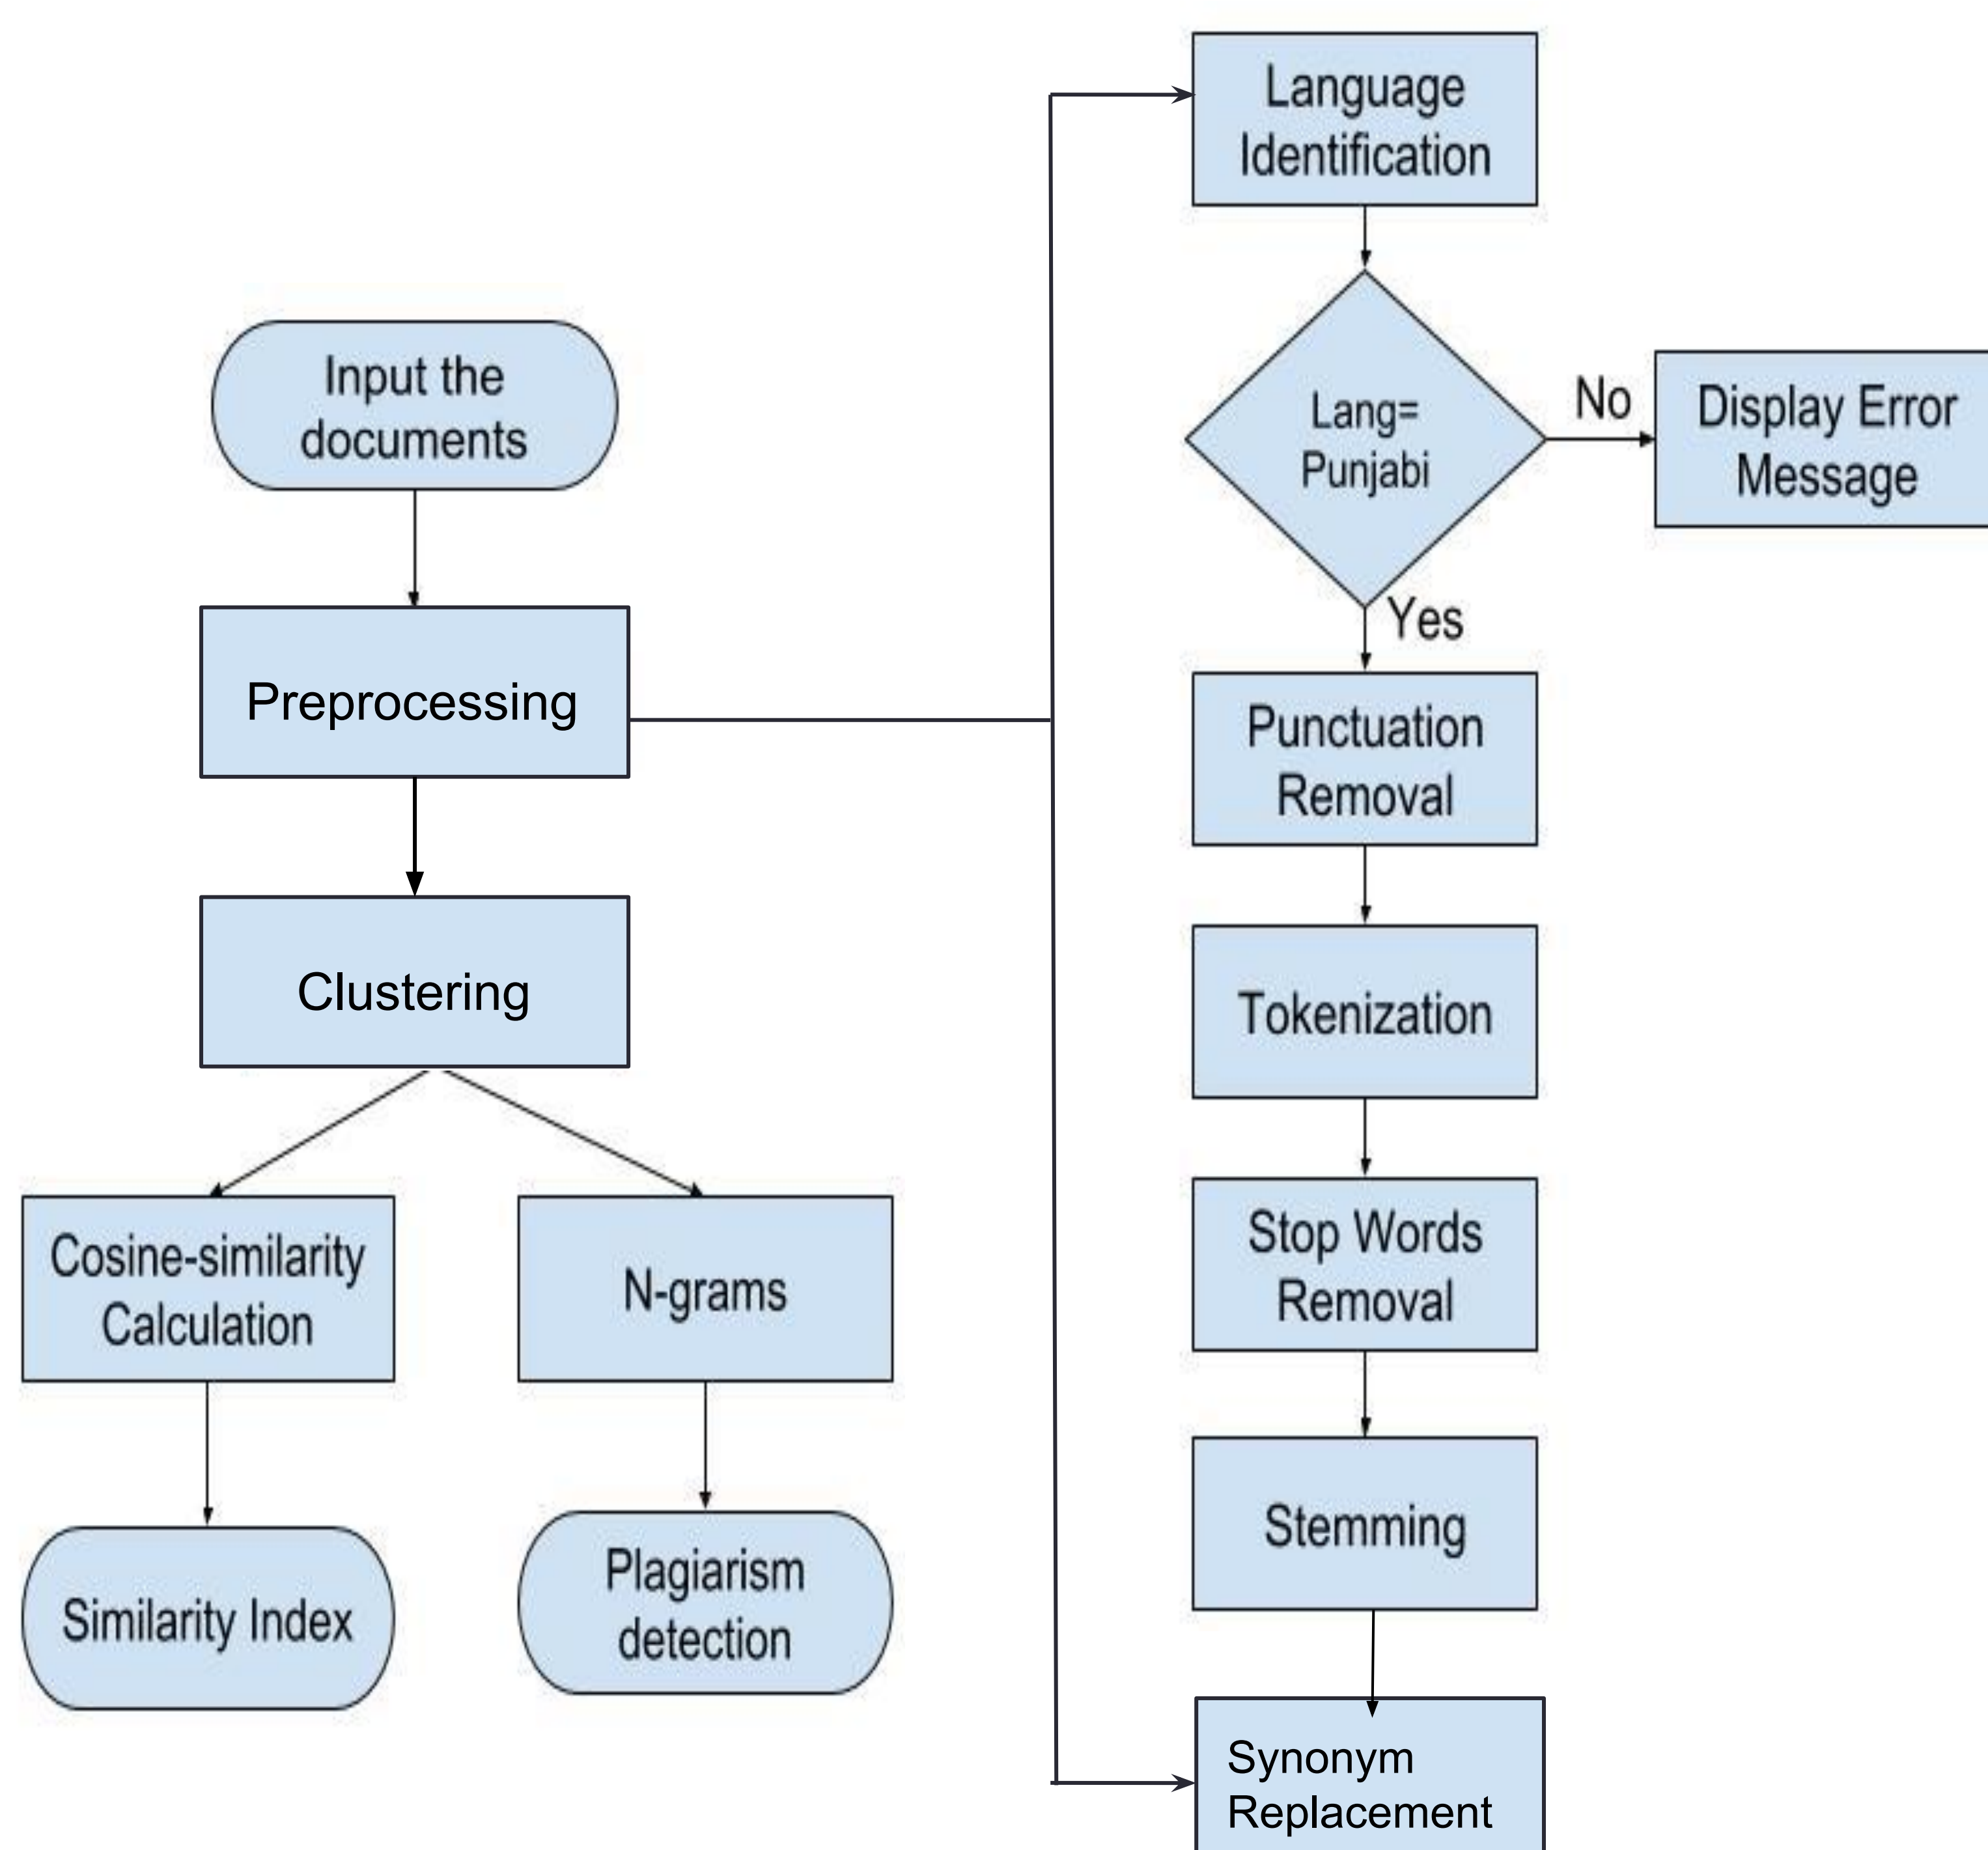 Input the
documents
Preprocessing
Clustering
Cosine-similarity
Calculation
N-grams
Similarity Index
Plagiarism
detection
Language
Identification
Lang=
Punjabi
No
Display Error
Message
Yes
Punctuation
Removal
Tokenization
Stop Words
Removal
Stemming
Synonym
Replacement